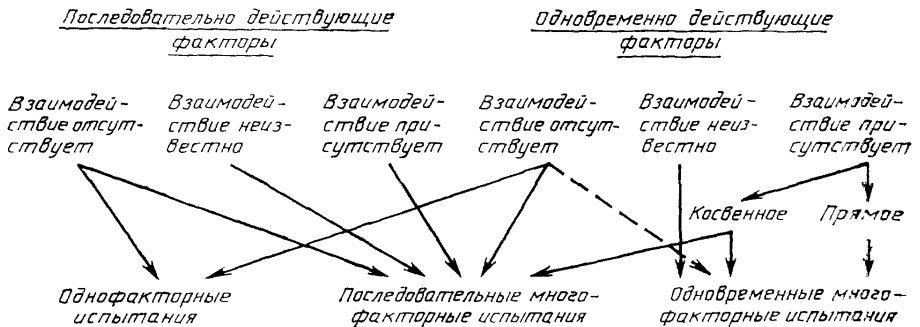 Последовательно действующие
факторы
Одновременно действующие
факторы
Взаимодей-
ствие отсут-
ствует
Взаимодей-
ствие неиз-
вестно
Взаимодей-
ствие при-
сутствует
Взаимодей-
ствие отсут-
ствует
Взаимодей-
ствие неиз-
вестно
Взаимодей-
ствие при-
сутствует
Косвенное
Прямое
Однофакторные
испытания
Последовательные много-
факторные испытания
Одновременные много-
факторные испытания